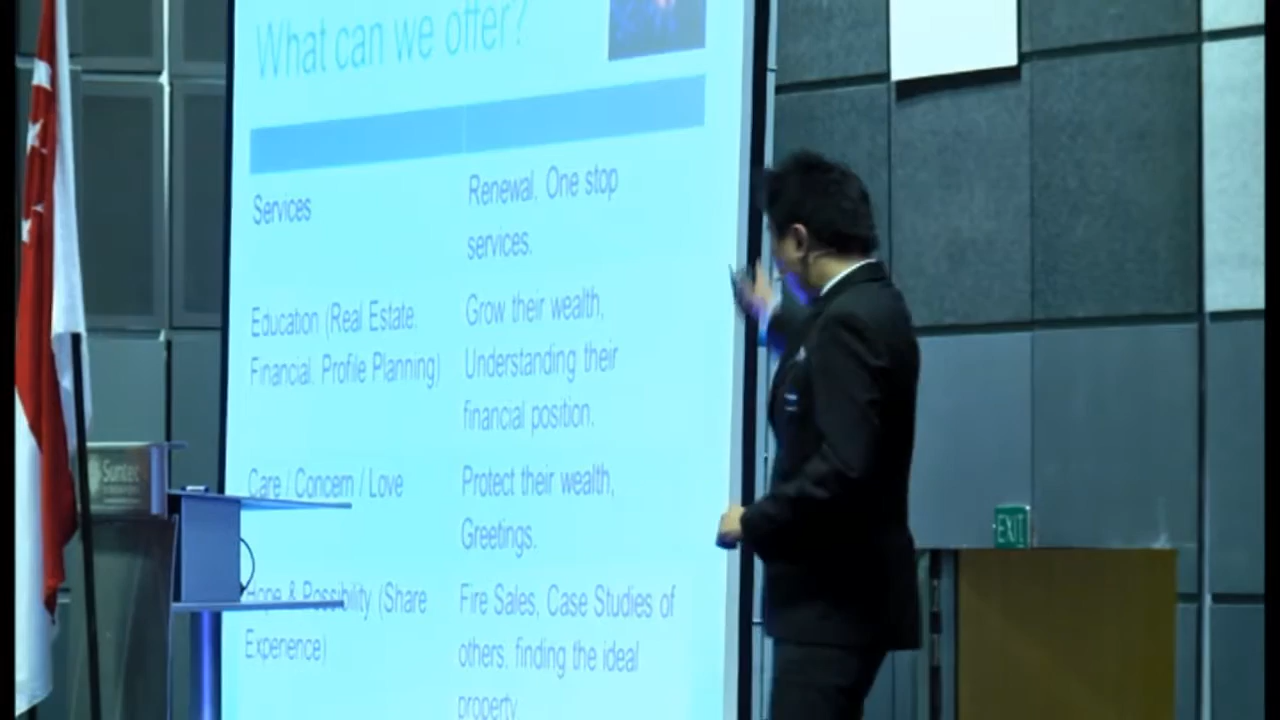 What can we offer?
Services
Renewal. One stop
services.
Education (Real Estate.
Financial. Profile Planning)
Grow their wealth,
Understanding their
financial position.
Care / Concern / Love
Protect their wealth,
Greetings.
Hope & Possibility (Share
Experience)
Fire Sales, Case Studies of
others, finding the ideal
property
Suntec
EXIT